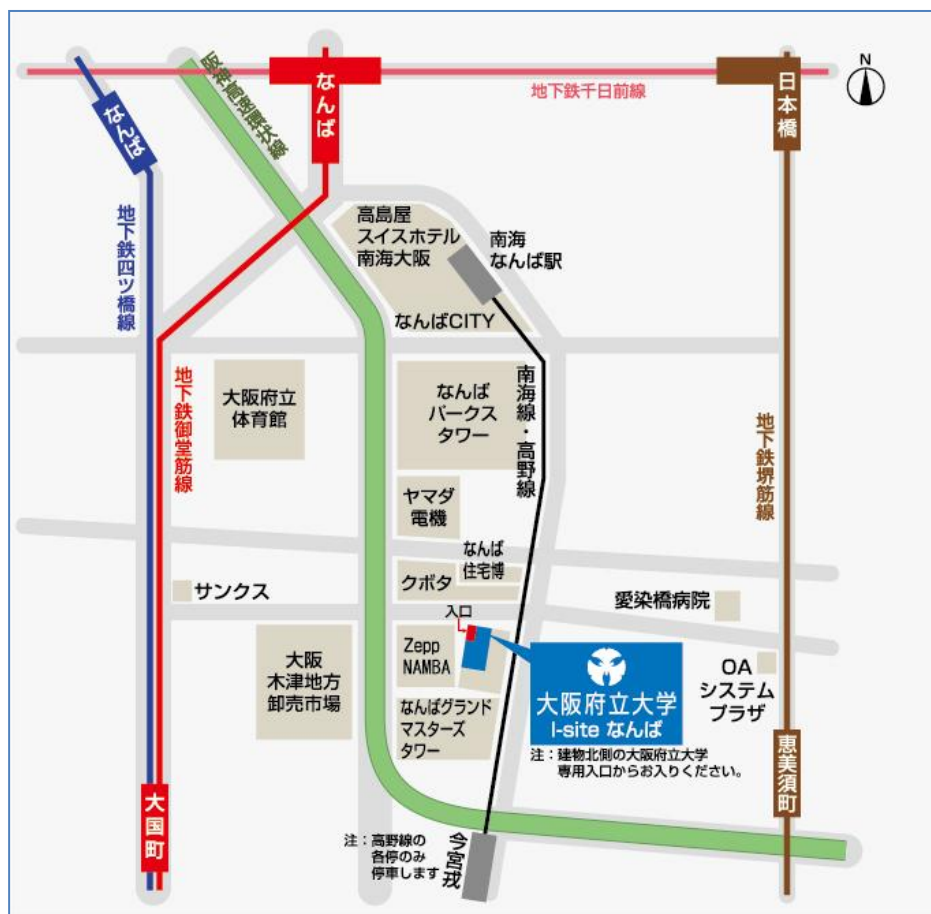 N
なんば
なんば
日本橋
地下鉄千日前線
阪神高速環状線
地下鉄四ツ橋線
高島屋
スイスホテル
南海大阪
南海
なんば駅
なんばCITY
地下鉄御堂筋線
大阪府立
体育館
なんば
パークス
タワー
南海線・高野線
地下鉄堺筋線
ヤマダ
電機
なんば
住宅博
クボタ
サンクス
愛染橋病院
入口
Zepp
NAMBA
大阪
木津地方
卸売市場
大阪府立大学
I-site なんば
OA
システム
プラザ
なんばグランド
マスターズ
タワー
注：建物北側の大阪府立大学
専用入口からお入りください。
恵美須町
大国町
注：高野線の
各停のみ
停車します
今宮戎